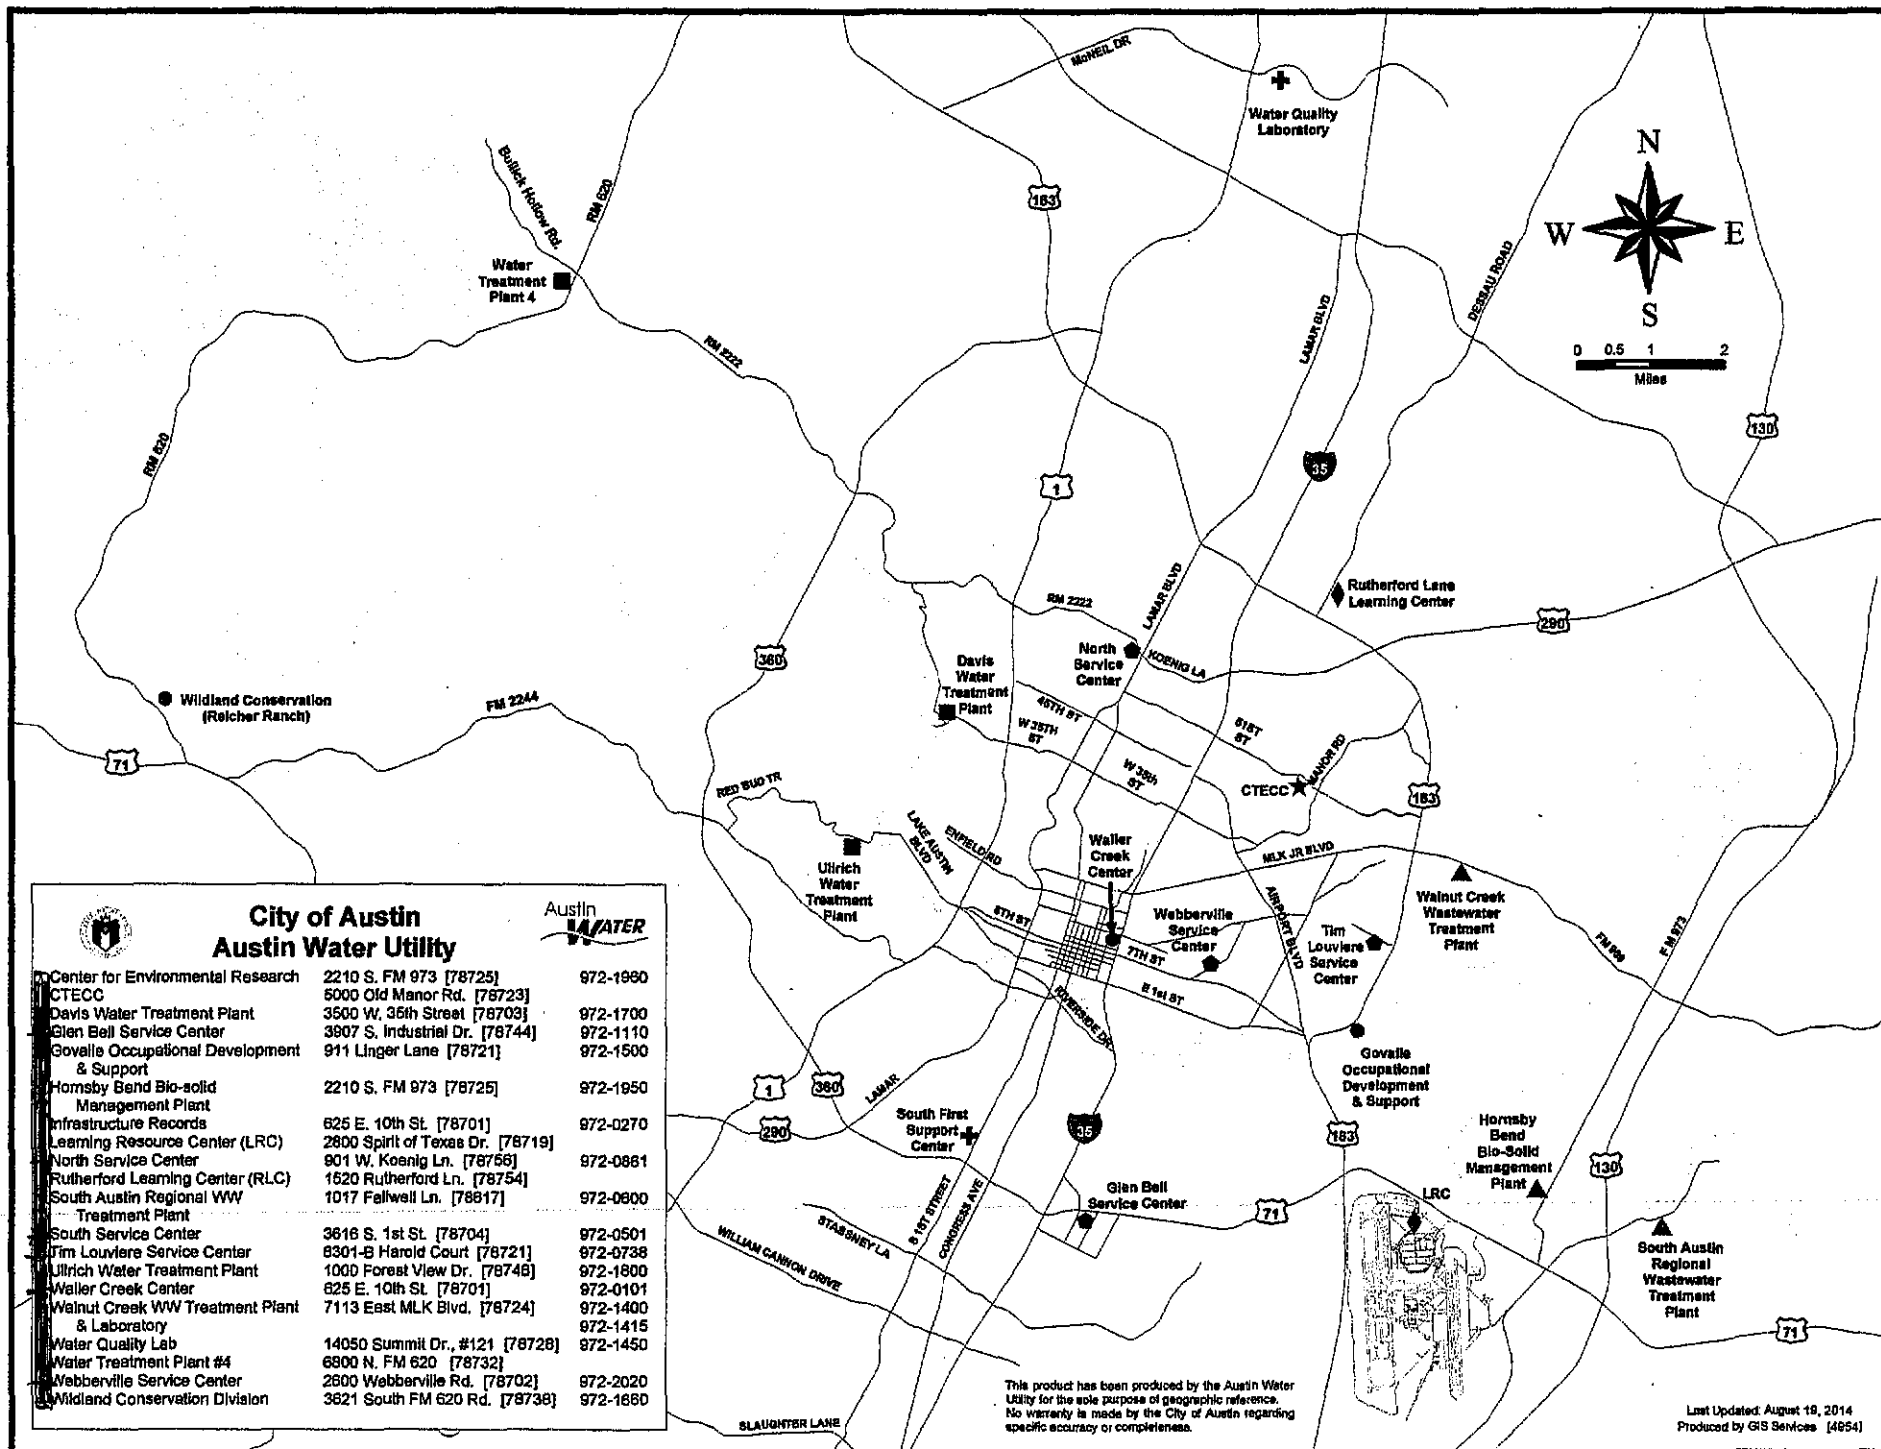 McNEIL DR
Water Quality
Laboratory
N
W
E
S
0 0.5 1 2
Miles
Bullick Hollow Rd.
RM 620
183
Water
Treatment
Plant 4
RM 2222
LAMAR BLVD
DESSAU ROAD
RM 620
130
35
1
Rutherford Lane
Learning Center
RM 2222
LAMAR BLVD
290
North
Service
Center
KOENIG LA
360
Davis
Water
Treatment
Plant
Wildland Conservation
(Reicher Ranch)
FM 2244
45TH ST
W 35TH
ST
51ST
ST
W 38th
ST
MANOR RD
CTECC
71
RED BUD TR
183
LAKE AUSTIN
BLVD
ENFIELD RD
Waller
Creek
Center
MLK JR BLVD
Ullrich
Water
Treatment
Plant
Walnut Creek
Wastewater
Treatment
Plant
AIRPORT BLVD
5TH ST
Webberville
Service
Center
Tim
Louviere
Service
Center
7TH ST
FM 969
F M 973
E 1st ST
RIVERSIDE DR
Govalle
Occupational
Development
& Support
1
360
LAMAR
290
South First
Support
Center
35
183
Hornsby
Bend
Bio-Solid
Management
Plant
130
LRC
Glen Bell
Service Center
71
S 1ST STREET
CONGRESS AVE
STASSNEY LA
WILLIAM CANNON DRIVE
South Austin
Regional
Wastewater
Treatment
Plant
71
SLAUGHTER LANE
City of Austin
Austin Water Utility
Austin
WATER
Center for Environmental Research 2210 S. FM 973 [78725] 972-1960
CTECC 5000 Old Manor Rd. [78723]
Davis Water Treatment Plant 3500 W. 35th Street [78703] 972-1700
Glen Bell Service Center 3907 S. Industrial Dr. [78744] 972-1110
Govalle Occupational Development 911 Linger Lane [78721] 972-1500
& Support
Hornsby Bend Bio-solid 2210 S. FM 973 [78725] 972-1950
Management Plant
Infrastructure Records 625 E. 10th St. [78701] 972-0270
Learning Resource Center (LRC) 2800 Spirit of Texas Dr. [78719]
North Service Center 901 W. Koenig Ln. [78756] 972-0861
Rutherford Learning Center (RLC) 1520 Rutherford Ln. [78754]
South Austin Regional WW 1017 Fallwell Ln. [78617] 972-0600
Treatment Plant
South Service Center 3616 S. 1st St. [78704] 972-0501
Tim Louviere Service Center 6301-B Harold Court [78721] 972-0738
Ullrich Water Treatment Plant 1000 Forest View Dr. [78746] 972-1800
Waller Creek Center 625 E. 10th St. [78701] 972-0101
Walnut Creek WW Treatment Plant 7113 East MLK Blvd. [78724] 972-1400
& Laboratory 972-1415
Water Quality Lab 14050 Summit Dr., #121 [78728] 972-1450
Water Treatment Plant #4 6800 N. FM 620 [78732]
Webberville Service Center 2600 Webberville Rd. [78702] 972-2020
Wildland Conservation Division 3621 South FM 620 Rd. [78738] 972-1660
This product has been produced by the Austin Water
Utility for the sole purpose of geographic reference.
No warranty is made by the City of Austin regarding
specific accuracy or completeness.
Last Updated: August 19, 2014
Produced by GIS Services [4954]